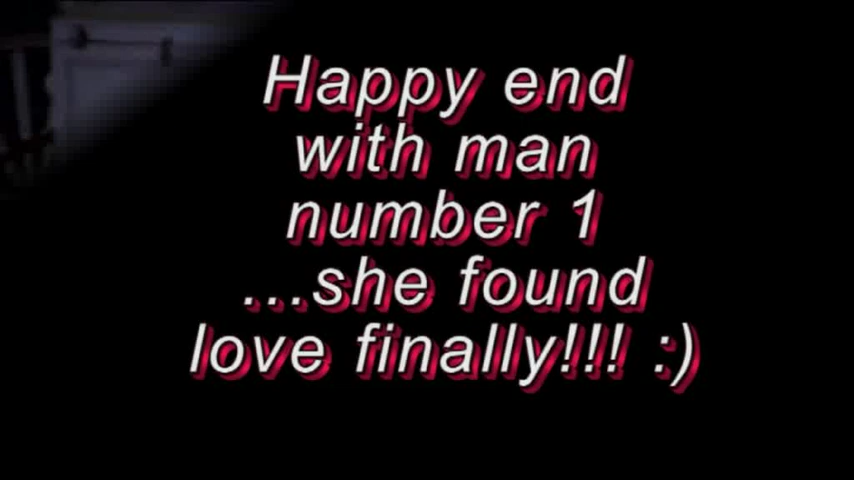 Happy end
with man
number 1
...she found
love finally!!! :)